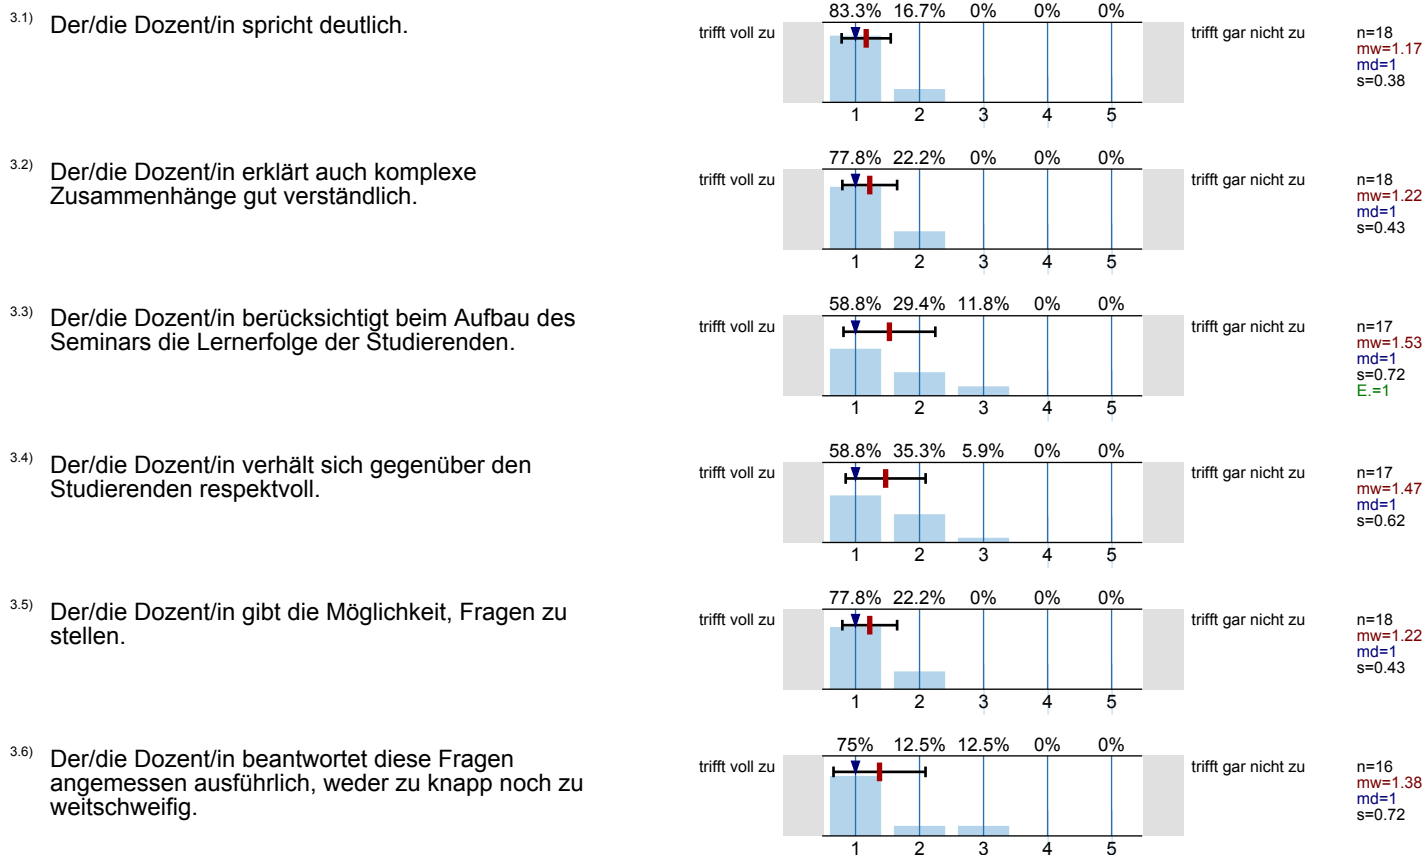 3.1) Der/die Dozent/in spricht deutlich.
83.3% 16.7% 0% 0% 0%
trifft voll zu trifft gar nicht zu
n=18
mw=1.17
md=1
s=0.38
1 2 3 4 5
3.2) Der/die Dozent/in erklärt auch komplexe
Zusammenhänge gut verständlich.
77.8% 22.2% 0% 0% 0%
trifft voll zu trifft gar nicht zu
n=18
mw=1.22
md=1
s=0.43
1 2 3 4 5
3.3) Der/die Dozent/in berücksichtigt beim Aufbau des
Seminars die Lernerfolge der Studierenden.
58.8% 29.4% 11.8% 0% 0%
trifft voll zu trifft gar nicht zu
n=17
mw=1.53
md=1
s=0.72
E.=1
1 2 3 4 5
3.4) Der/die Dozent/in verhält sich gegenüber den
Studierenden respektvoll.
58.8% 35.3% 5.9% 0% 0%
trifft voll zu trifft gar nicht zu
n=17
mw=1.47
md=1
s=0.62
1 2 3 4 5
3.5) Der/die Dozent/in gibt die Möglichkeit, Fragen zu
stellen.
77.8% 22.2% 0% 0% 0%
trifft voll zu trifft gar nicht zu
n=18
mw=1.22
md=1
s=0.43
1 2 3 4 5
3.6) Der/die Dozent/in beantwortet diese Fragen
angemessen ausführlich, weder zu knapp noch zu
weitschweifig.
75% 12.5% 12.5% 0% 0%
trifft voll zu trifft gar nicht zu
n=16
mw=1.38
md=1
s=0.72
1 2 3 4 5